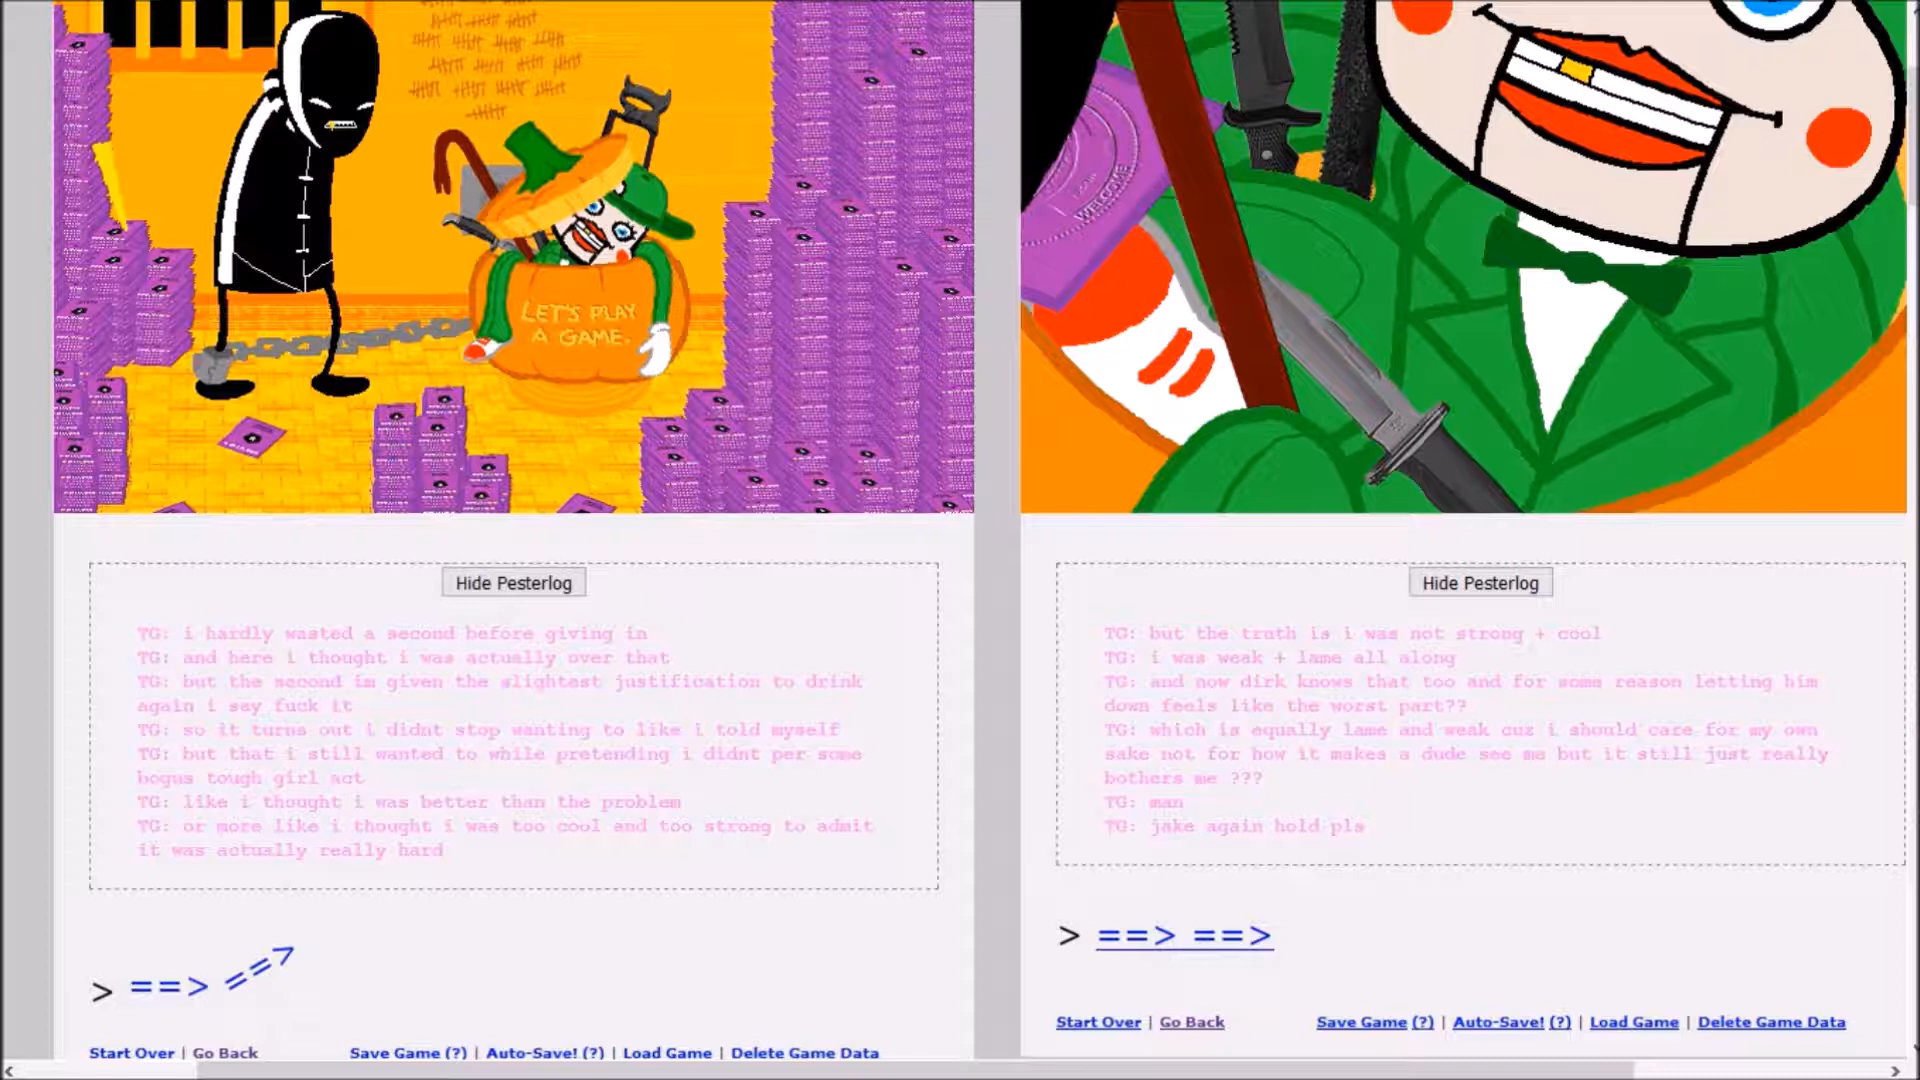 LET'S PLAY
A GAME.
WELCOME
Hide Pesterlog
TG: i hardly wasted a second before giving in
TG: and here i thought i was actually over that
TG: but the second im given the slightest justification to drink
again i say fuck it
TG: so it turns out i didnt stop wanting to like i told myself
TG: but that i still wanted to while pretending i didnt per some
bogus tough girl act
TG: like i thought i was better than the problem
TG: or more like i thought i was too cool and too strong to admit
it was actually really hard
> ==> ==>
Start Over | Go Back
Save Game (?) | Auto-Save! (?) | Load Game | Delete Game Data
Hide Pesterlog
TG: but the truth is i was not strong + cool
TG: i was weak + lame all along
TG: and now dirk knows that too and for some reason letting him
down feels like the worst part??
TG: which is equally lame and weak cuz i should care for my own
sake not for how it makes a dude see me but it still just really
bothers me ???
TG: man
TG: jake again hold pls
> ==> ==>
Start Over | Go Back
Save Game (?) | Auto-Save! (?) | Load Game | Delete Game Data